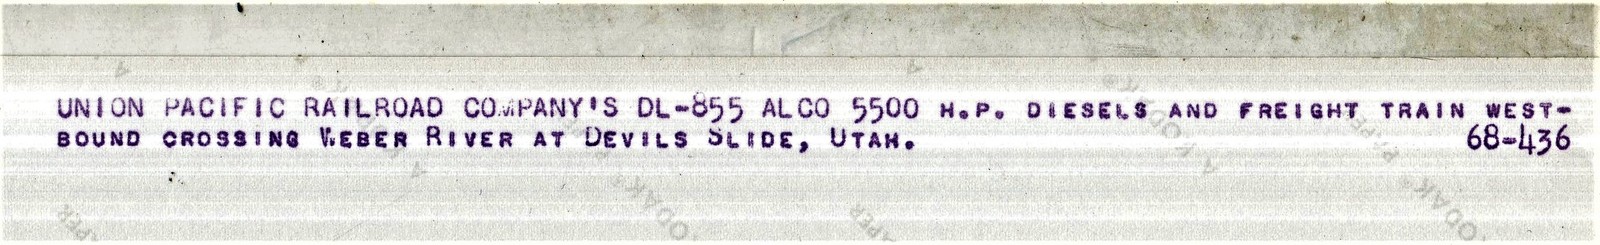 UNION PACIFIC RAILROAD COMPANY'S DL-855 ALCO 5500 H.P. DIESELS AND FREIGHT TRAIN WEST-
BOUND CROSSING WEBER RIVER AT DEVILS SLIDE, UTAH. 68-436